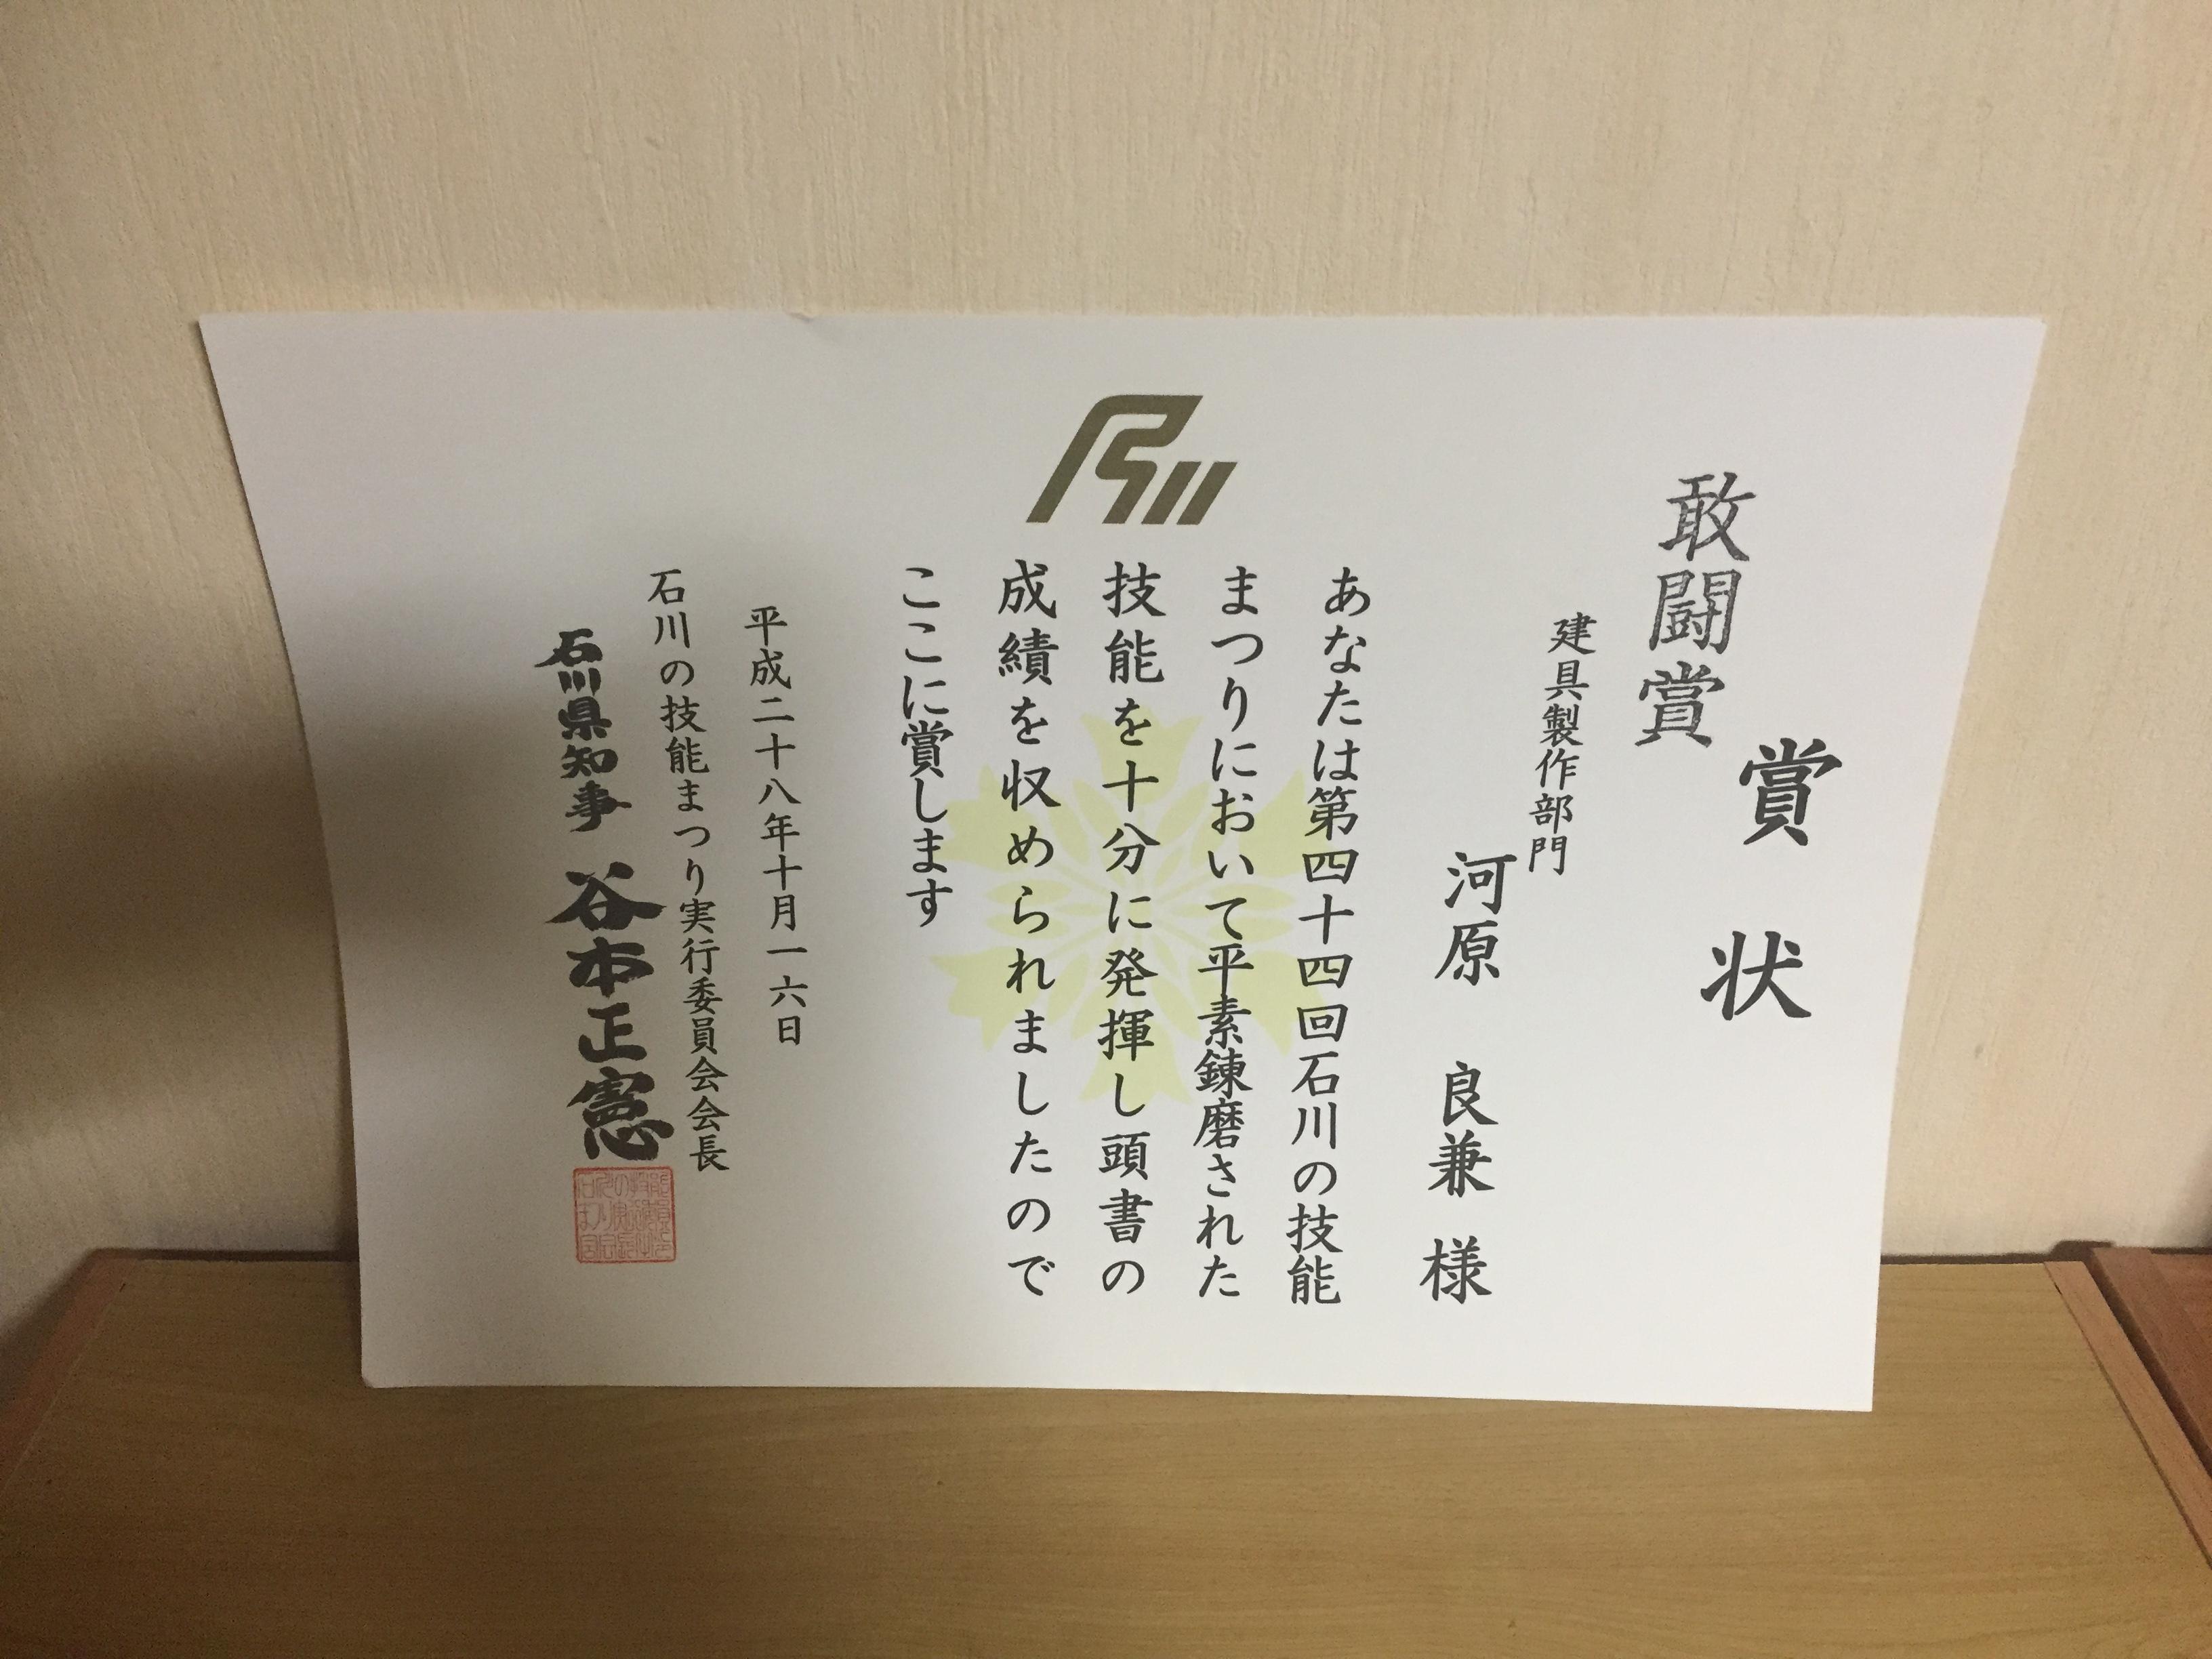 賞状
敢闘賞
建具製作部門
河原 良兼 様
あなたは第四十四回石川の技能
まつりにおいて平素錬磨された
技能を十分に発揮し頭書の
成績を収められましたので
ここに賞します
平成二十八年十月一六日
石川の技能まつり実行委員会会長
石川県知事 谷本正憲